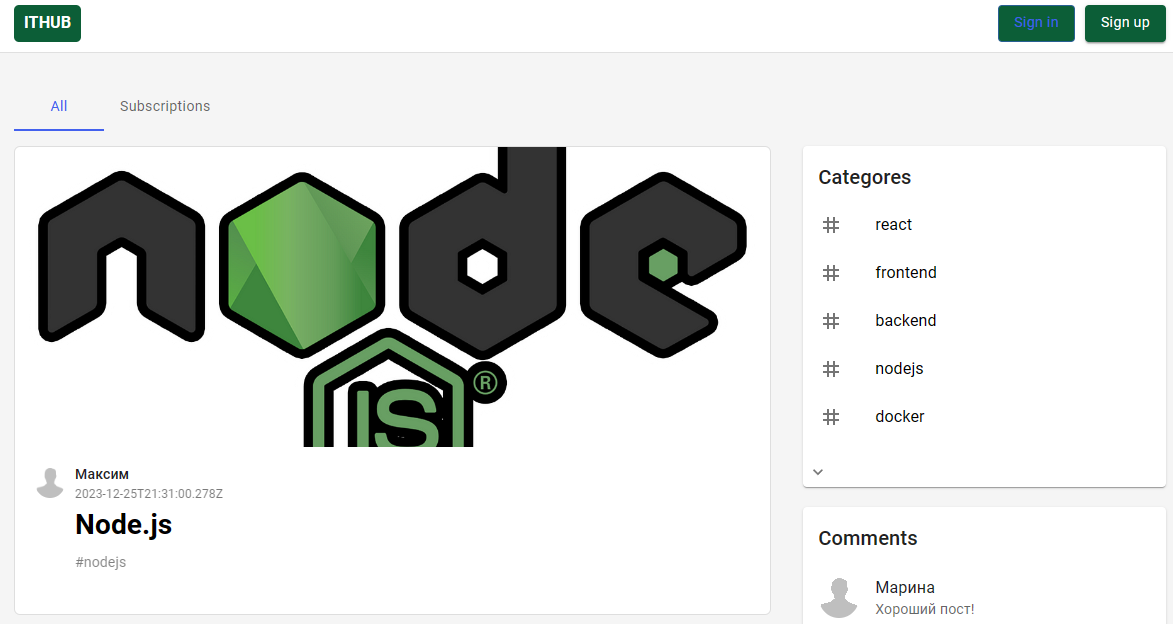 ITHUB
Sign in
Sign up
All
Subscriptions
node
JS
®
Максим
2023-12-25T21:31:00.278Z
Node.js
#nodejs
Categores
react
frontend
backend
nodejs
docker
Comments
Марина
Хороший пост!